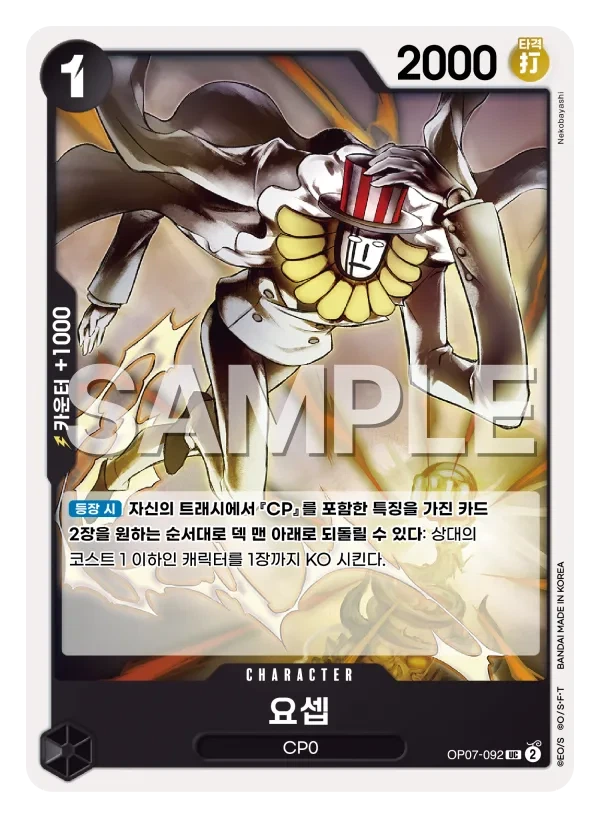 1
2000
타격
打
Nekobayashi
카운터 +1000
SAMPLE
등장 시 자신의 트래시에서 『CP』를 포함한 특징을 가진 카드
2장을 원하는 순서대로 덱 맨 아래로 되돌릴 수 있다: 상대의
코스트 1 이하인 캐릭터를 1장까지 KO 시킨다.
CHARACTER
요셉
CP0
OP07-092 UC 2
©EO/S ©O/S·F·T BANDAI MADE IN KOREA